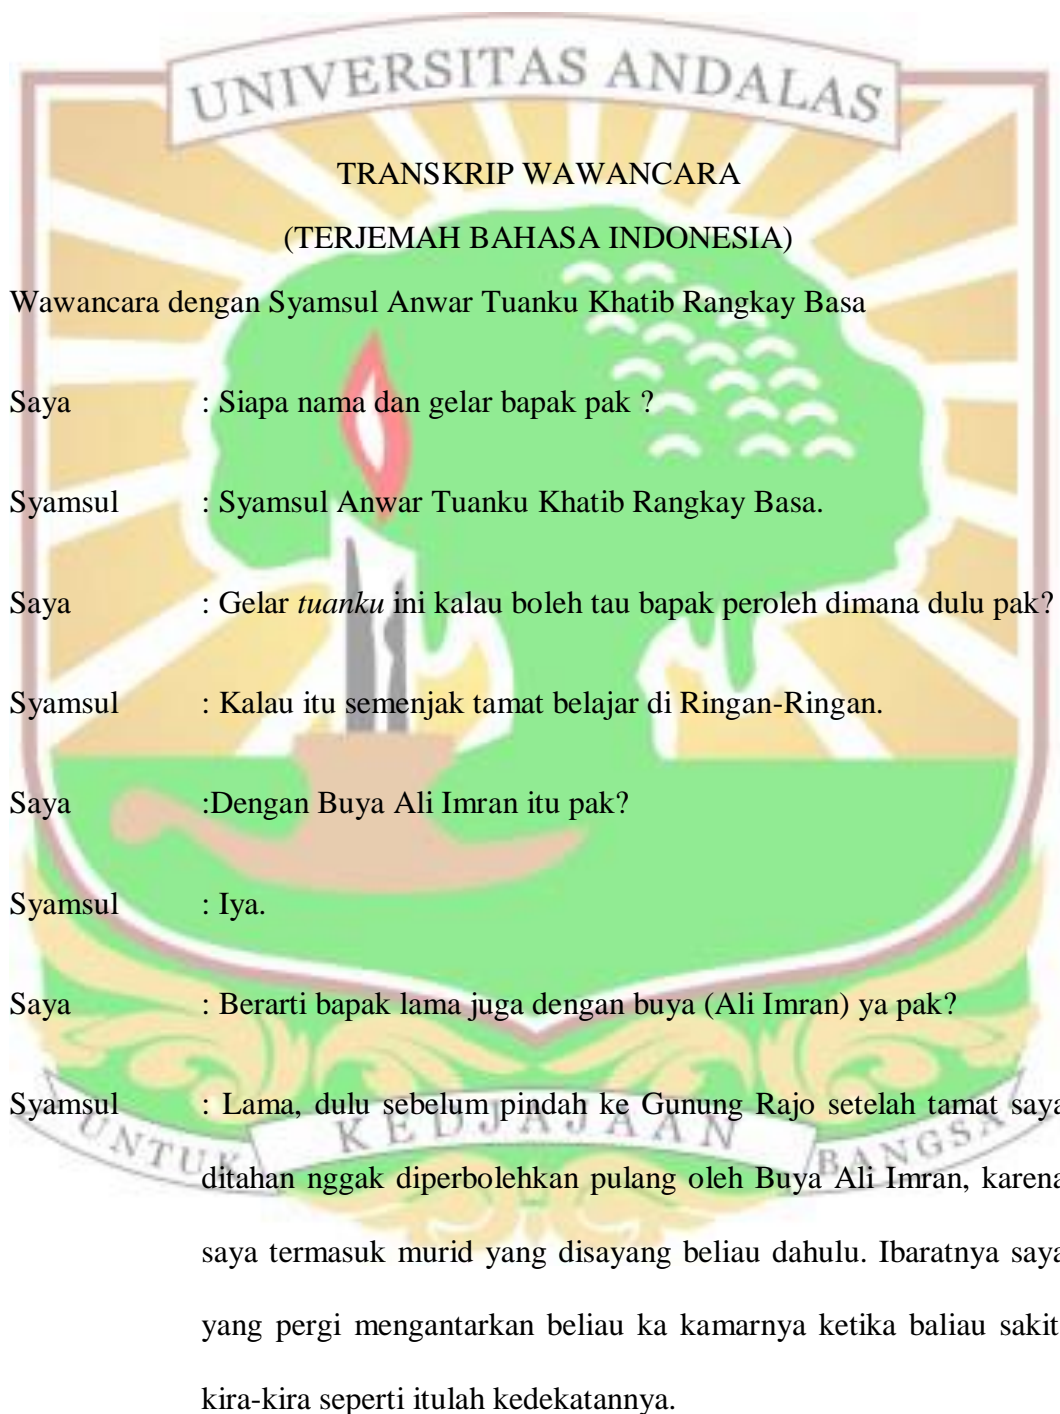 UNIVERSITAS ANDALAS
TRANSKRIP WAWANCARA
(TERJEMAH BAHASA INDONESIA)
Wawancara dengan Syamsul Anwar Tuanku Khatib Rangkay Basa
Saya : Siapa nama dan gelar bapak pak ?
Syamsul : Syamsul Anwar Tuanku Khatib Rangkay Basa.
Saya : Gelar tuanku ini kalau boleh tau bapak peroleh dimana dulu pak?
Syamsul : Kalau itu semenjak tamat belajar di Ringan-Ringan.
Saya :Dengan Buya Ali Imran itu pak?
Syamsul : Iya.
Saya : Berarti bapak lama juga dengan buya (Ali Imran) ya pak?
Syamsul : Lama, dulu sebelum pindah ke Gunung Rajo setelah tamat saya
ditahan nggak diperbolehkan pulang oleh Buya Ali Imran, karena
saya termasuk murid yang disayang beliau dahulu. Ibaratnya saya
yang pergi mengantarkan beliau ka kamarnya ketika baliau sakit
kira-kira seperti itulah kedekatannya.
UNTUK KEDJAJAAN BANGSA